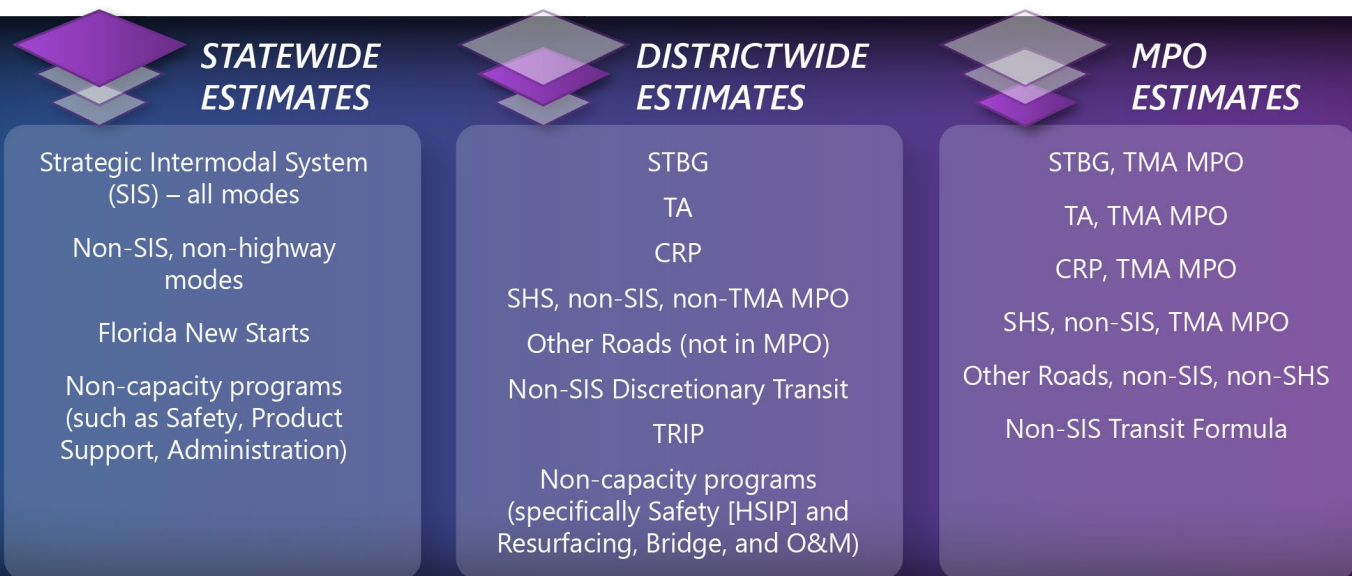 STATEWIDE
ESTIMATES
Strategic Intermodal System
(SIS) – all modes
Non-SIS, non-highway
modes
Florida New Starts
Non-capacity programs
(such as Safety, Product
Support, Administration)
DISTRICTWIDE
ESTIMATES
STBG
TA
CRP
SHS, non-SIS, non-TMA MPO
Other Roads (not in MPO)
Non-SIS Discretionary Transit
TRIP
Non-capacity programs
(specifically Safety [HSIP] and
Resurfacing, Bridge, and O&M)
MPO
ESTIMATES
STBG, TMA MPO
TA, TMA MPO
CRP, TMA MPO
SHS, non-SIS, TMA MPO
Other Roads, non-SIS, non-SHS
Non-SIS Transit Formula